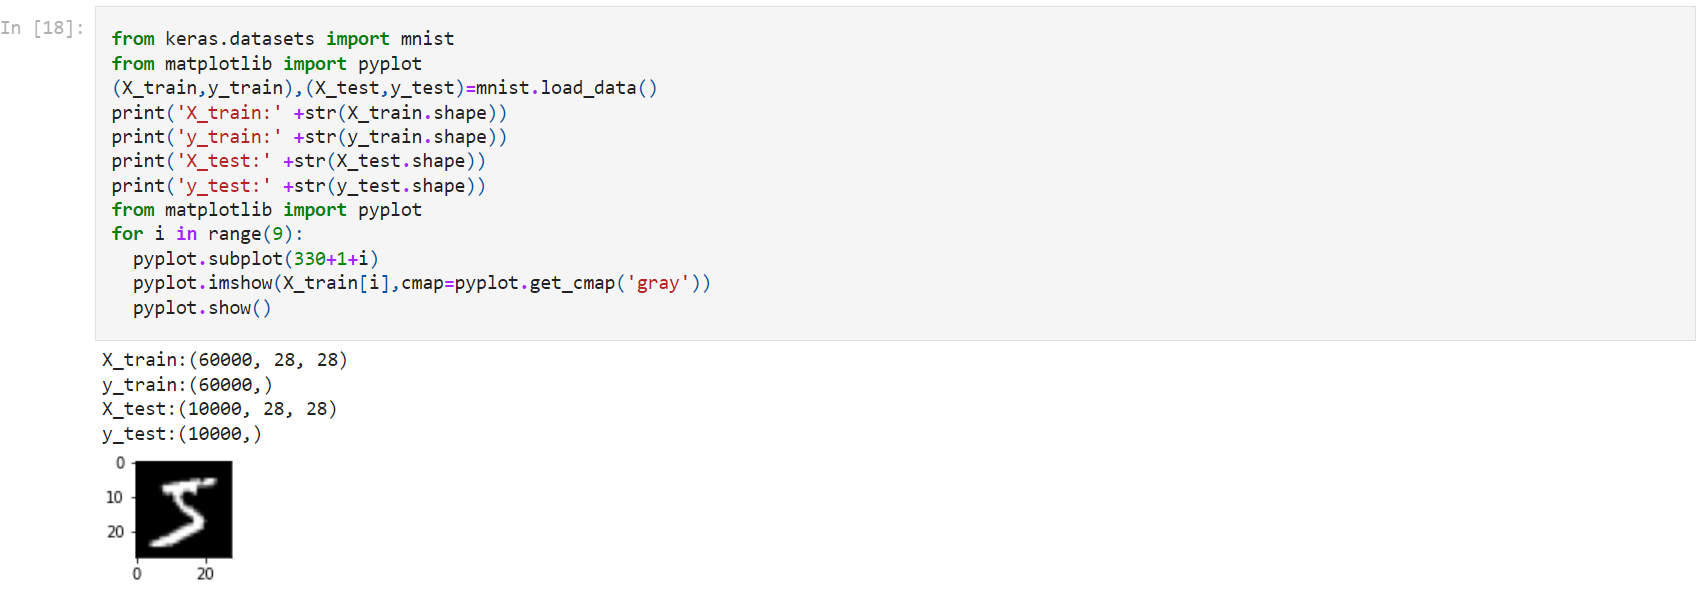 In [18]:
from keras.datasets import mnist
from matplotlib import pyplot
(X_train,y_train),(X_test,y_test)=mnist.load_data()
print('X_train:' +str(X_train.shape))
print('y_train:' +str(y_train.shape))
print('X_test:' +str(X_test.shape))
print('y_test:' +str(y_test.shape))
from matplotlib import pyplot
for i in range(9):
  pyplot.subplot(330+1+i)
  pyplot.imshow(X_train[i],cmap=pyplot.get_cmap('gray'))
  pyplot.show()
X_train:(60000, 28, 28)
y_train:(60000,)
X_test:(10000, 28, 28)
y_test:(10000,)
0
10
20
5
0 20